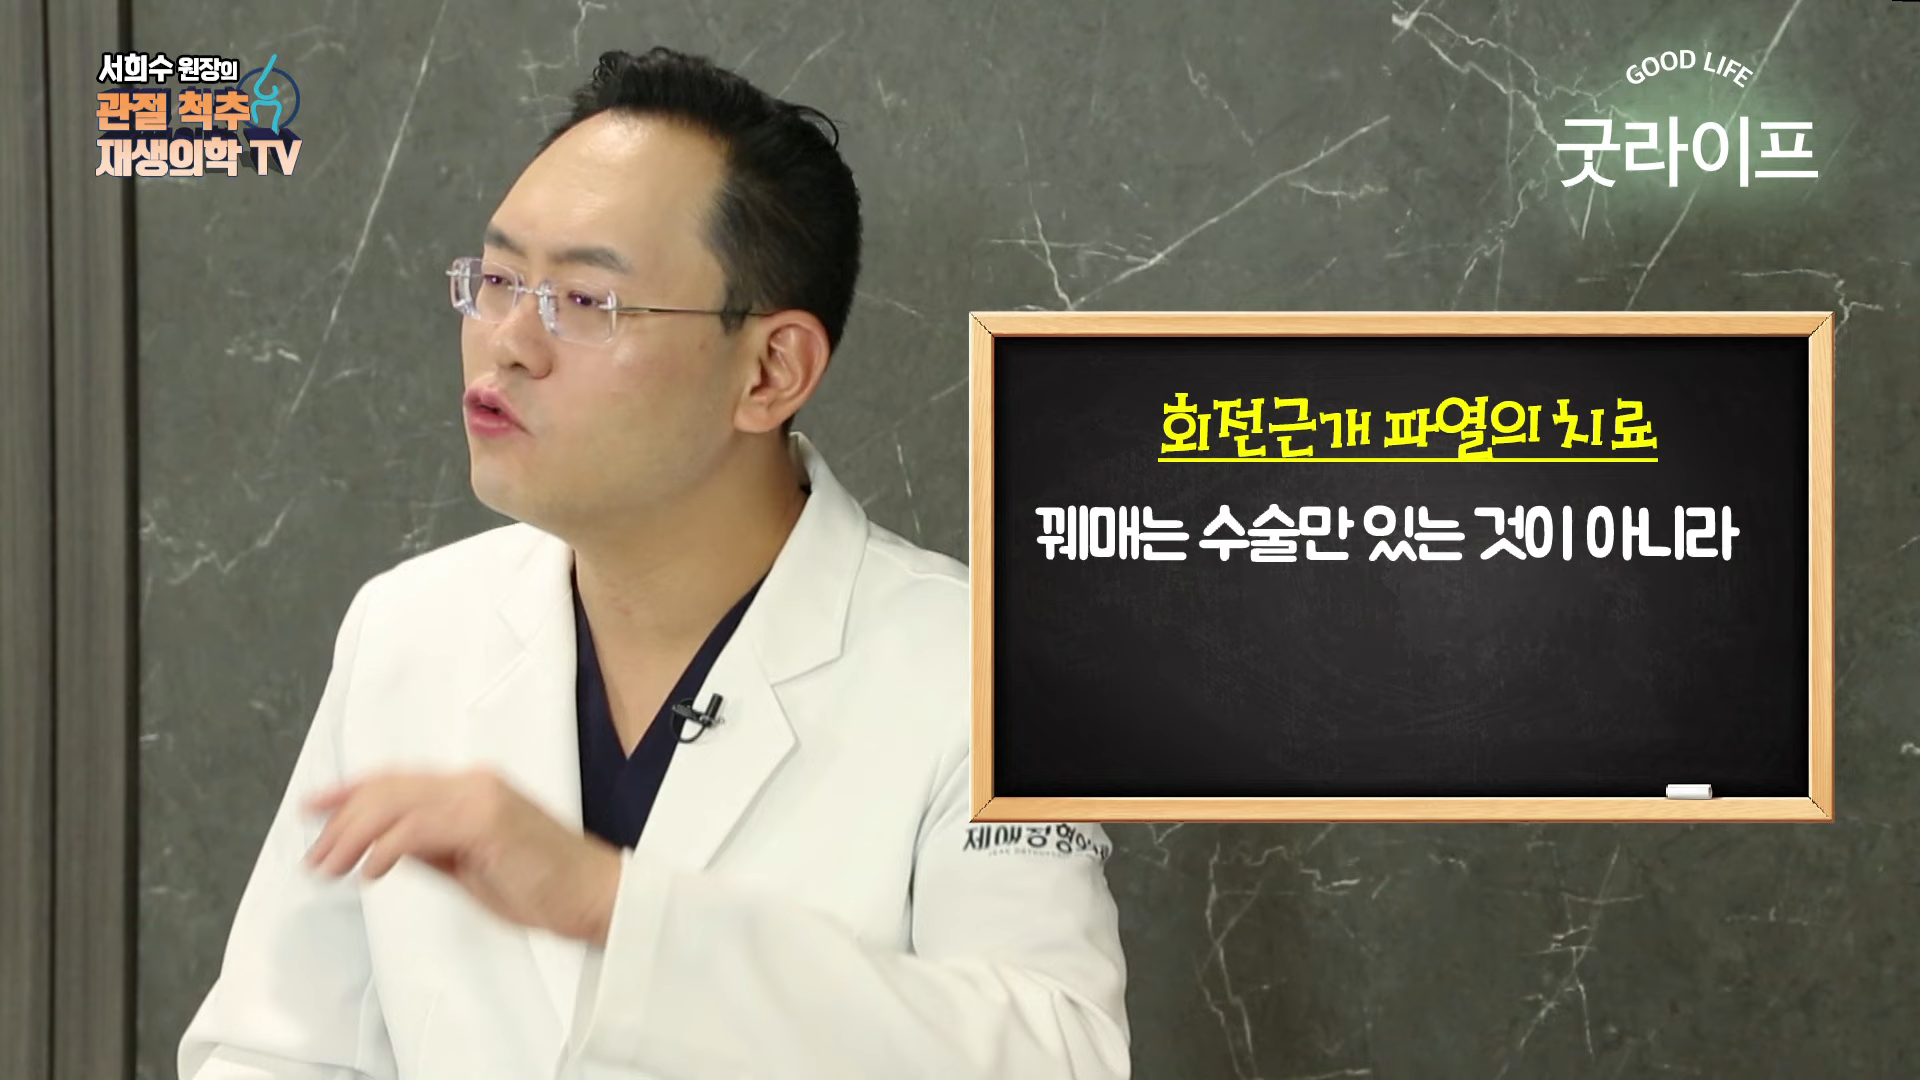 서희수 원장의
관절 척추
재생의학 TV
GOOD LIFE
굿라이프
회전근개 파열의 치료
꿰매는 수술만 있는 것이 아니라